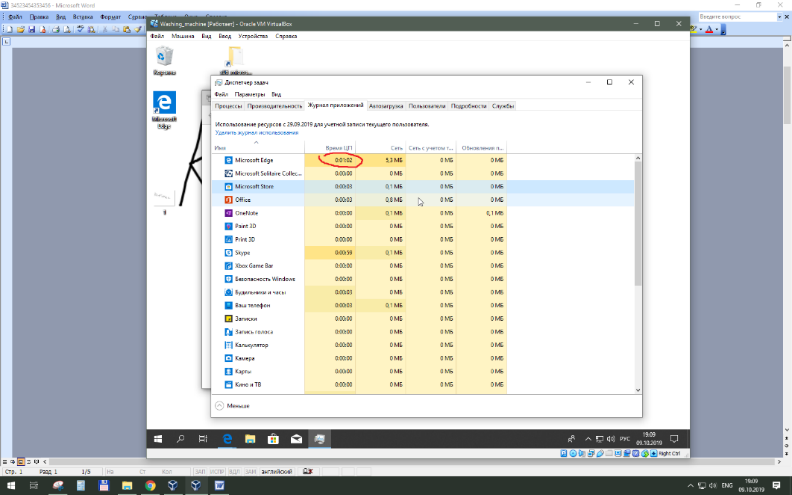 34523454333456 - Microsoft Word
Файл Правка Вид Вставка Формат
Введите вопрос
Washing_machine [Работает] - Oracle VM VirtualBox
Файл Машина Вид Ввод Устройства Справка
Корзина
Microsoft Edge
Диспетчер задач
Файл Параметры Вид
Процессы Производительность Журнал приложений Автозагрузка Пользователи Подробности Службы
Использование ресурсов с 29.09.2019 для учетной записи текущего пользователя.
Удалить журнал использования
Имя Время ЦП Сеть Сеть с учетом т... Обновления п...
Microsoft Edge 0:01:02 5,3 МБ 0 МБ 0 МБ
Microsoft Solitaire Collec... 0:00:00 0 МБ 0 МБ 0 МБ
Microsoft Store 0:00:03 0,1 МБ 0 МБ 0 МБ
Office 0:00:03 0,8 МБ 0 МБ 0 МБ
OneNote 0:00:00 0,1 МБ 0 МБ 0,1 МБ
Paint 3D 0:00:00 0 МБ 0 МБ 0 МБ
Print 3D 0:00:00 0 МБ 0 МБ 0 МБ
Skype 0:00:59 0,1 МБ 0 МБ 0 МБ
Xbox Game Bar 0:00:00 0 МБ 0 МБ 0 МБ
Безопасность Windows 0:00:00 0 МБ 0 МБ 0 МБ
Будильники и часы 0:00:03 0 МБ 0 МБ 0 МБ
Ваш телефон 0:00:03 0,1 МБ 0 МБ 0 МБ
Записки 0:00:00 0 МБ 0 МБ 0 МБ
Запись голоса 0:00:00 0 МБ 0 МБ 0 МБ
Калькулятор 0:00:00 0 МБ 0 МБ 0 МБ
Камера 0:00:00 0 МБ 0 МБ 0 МБ
Карты 0:00:00 0 МБ 0 МБ 0 МБ
Кино и ТВ 0:00:00 0 МБ 0 МБ 0 МБ
Меньше
РУС 19:09
09.10.2019
Right Ctrl
Стр. 1 Разд 1 1/5 На Ст Кол ЗАП ИСПР ВДЛ ЗАМ английский
ENG 19:09
09.10.2019